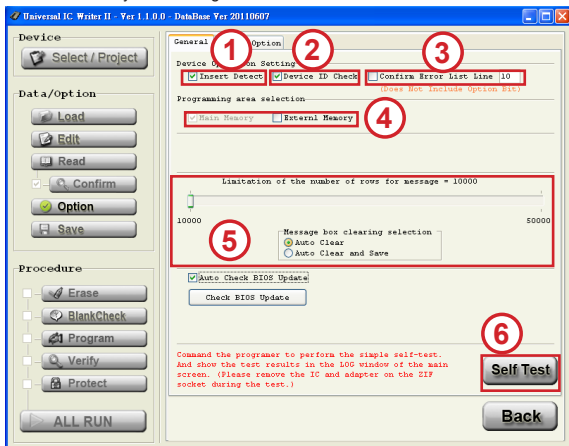 Universal IC Writer II - Ver 1.1.0.0 - DataBase Ver 20110607
Device
Select / Project
Data/Option
Load
Edit
Read
Confirm
Option
Save
Procedure
Erase
BlankCheck
Program
Verify
Protect
ALL RUN
General
Option
1
2
3
Device Op on Setting
Insert Detect
Device ID Check
Confirm Error List Line 10
(Does Not Include Option Bit)
Programming area selection
Main Memory
Externl Memory
4
Limitation of the number of rows for message = 10000
10000
50000
5
Message box clearing selection
Auto Clear
Auto Clear and Save
Auto Check BIOS Update
Check BIOS Update
6
Command the programer to perform the simple self-test.
And show the test results in the LOG window of the main
screen. (Please remove the IC and adapter on the ZIF
socket during the test.)
Self Test
Back